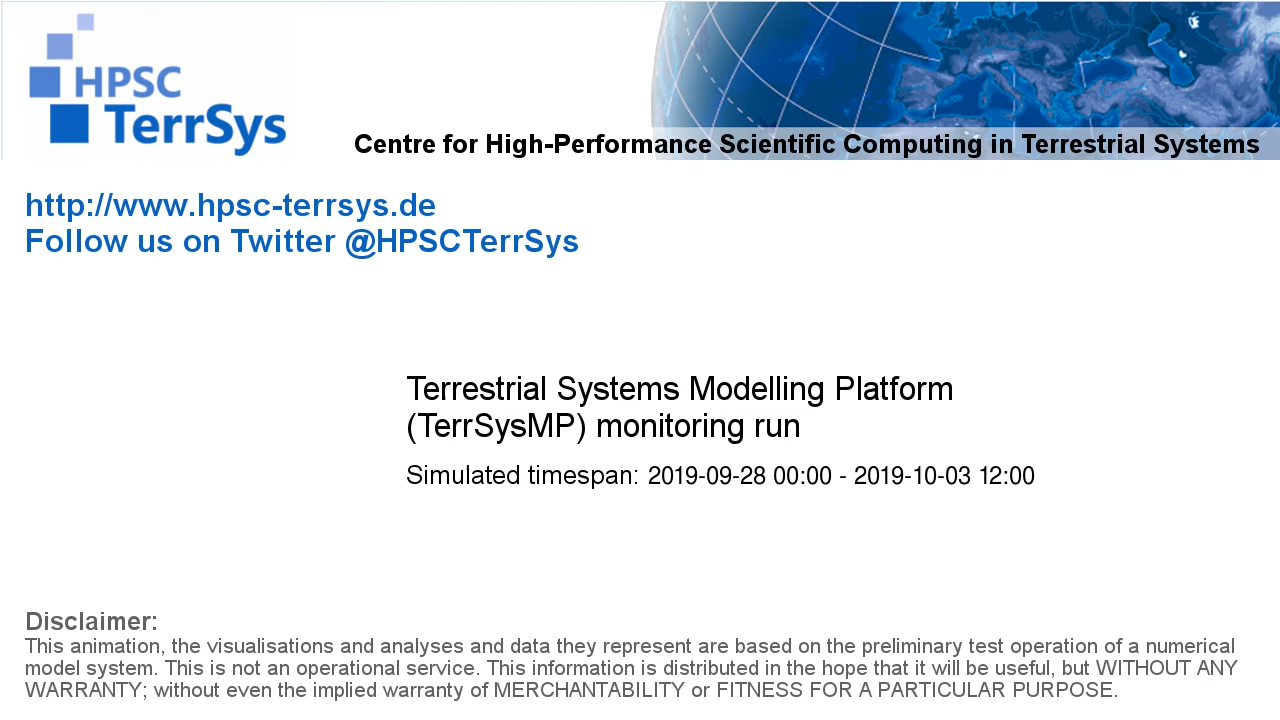 HPSC
TerrSys
Centre for High-Performance Scientific Computing in Terrestrial Systems
http://www.hpsc-terrsys.de
Follow us on Twitter @HPSCTerrSys
Terrestrial Systems Modelling Platform
(TerrSysMP) monitoring run
Simulated timespan: 2019-09-28 00:00 - 2019-10-03 12:00
Disclaimer:
This animation, the visualisations and analyses and data they represent are based on the preliminary test operation of a numerical
model system. This is not an operational service. This information is distributed in the hope that it will be useful, but WITHOUT ANY
WARRANTY; without even the implied warranty of MERCHANTABILITY or FITNESS FOR A PARTICULAR PURPOSE.